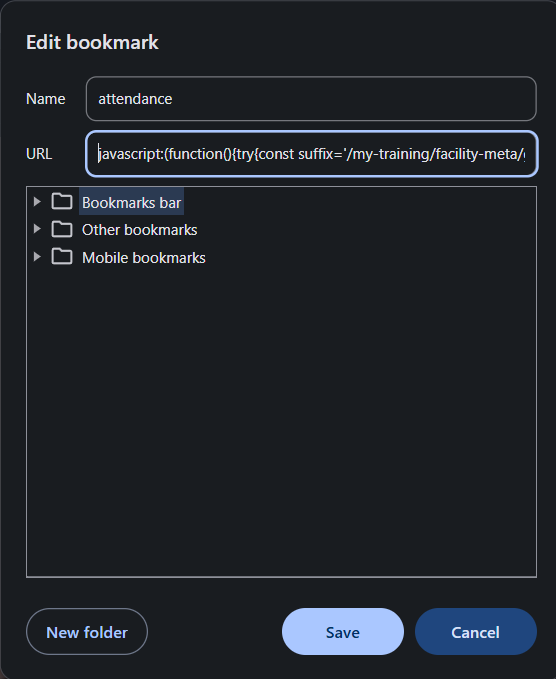 Edit bookmark
Name attendance
URL javascript:(function(){try{const suffix='/my-training/facility-meta/
Bookmarks bar
Other bookmarks
Mobile bookmarks
New folder Save Cancel